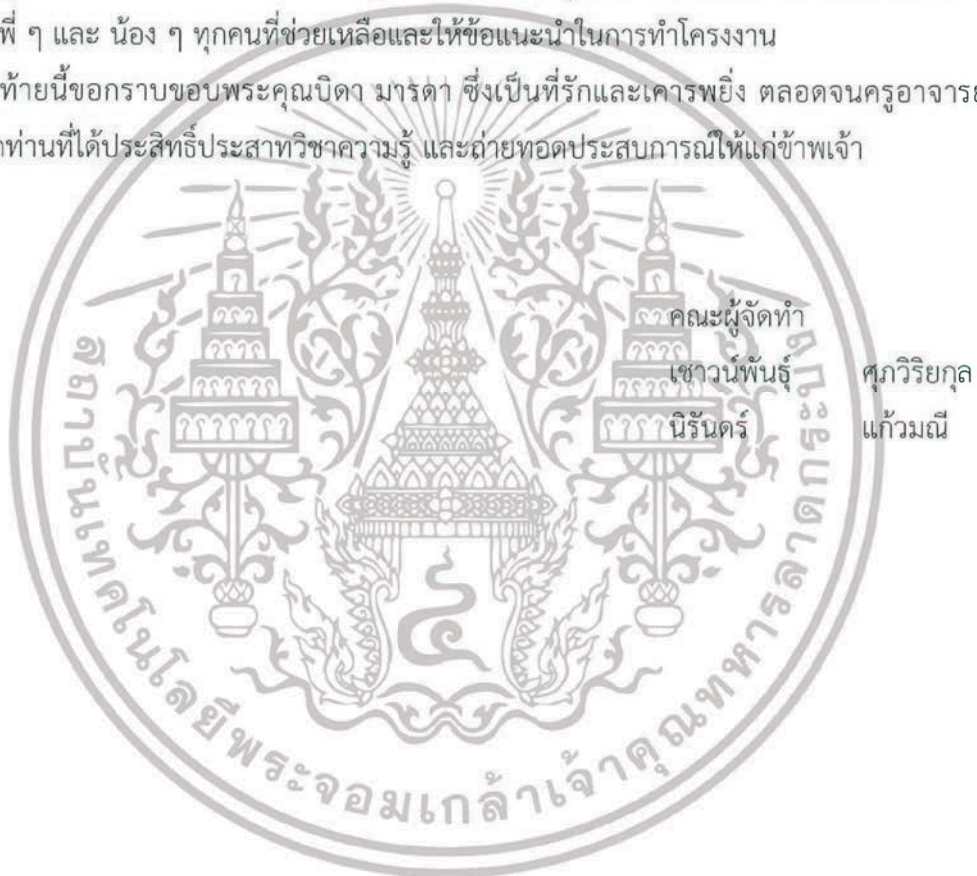 พี่ ๆ และ น้อง ๆ ทุกคนที่ช่วยเหลือและให้ข้อแนะนำในการทำโครงงาน
ท้ายนี้ขอกราบขอบพระคุณบิดา มารดา ซึ่งเป็นที่รักและเคารพยิ่ง ตลอดจนครูอาจารย์
ท่านที่ได้ประสิทธิ์ประสาทวิชาความรู้ และถ่ายทอดประสบการณ์ให้แก่ข้าพเจ้า
คณะผู้จัดทำ
เชาวน์พันธุ์ ศุภวิริยกุล
นิรันดร์ แก้วมณี
สถาบันเทคโนโลยีพระจอมเกล้าเจ้าคุณทหารลาดกระบัง
๔